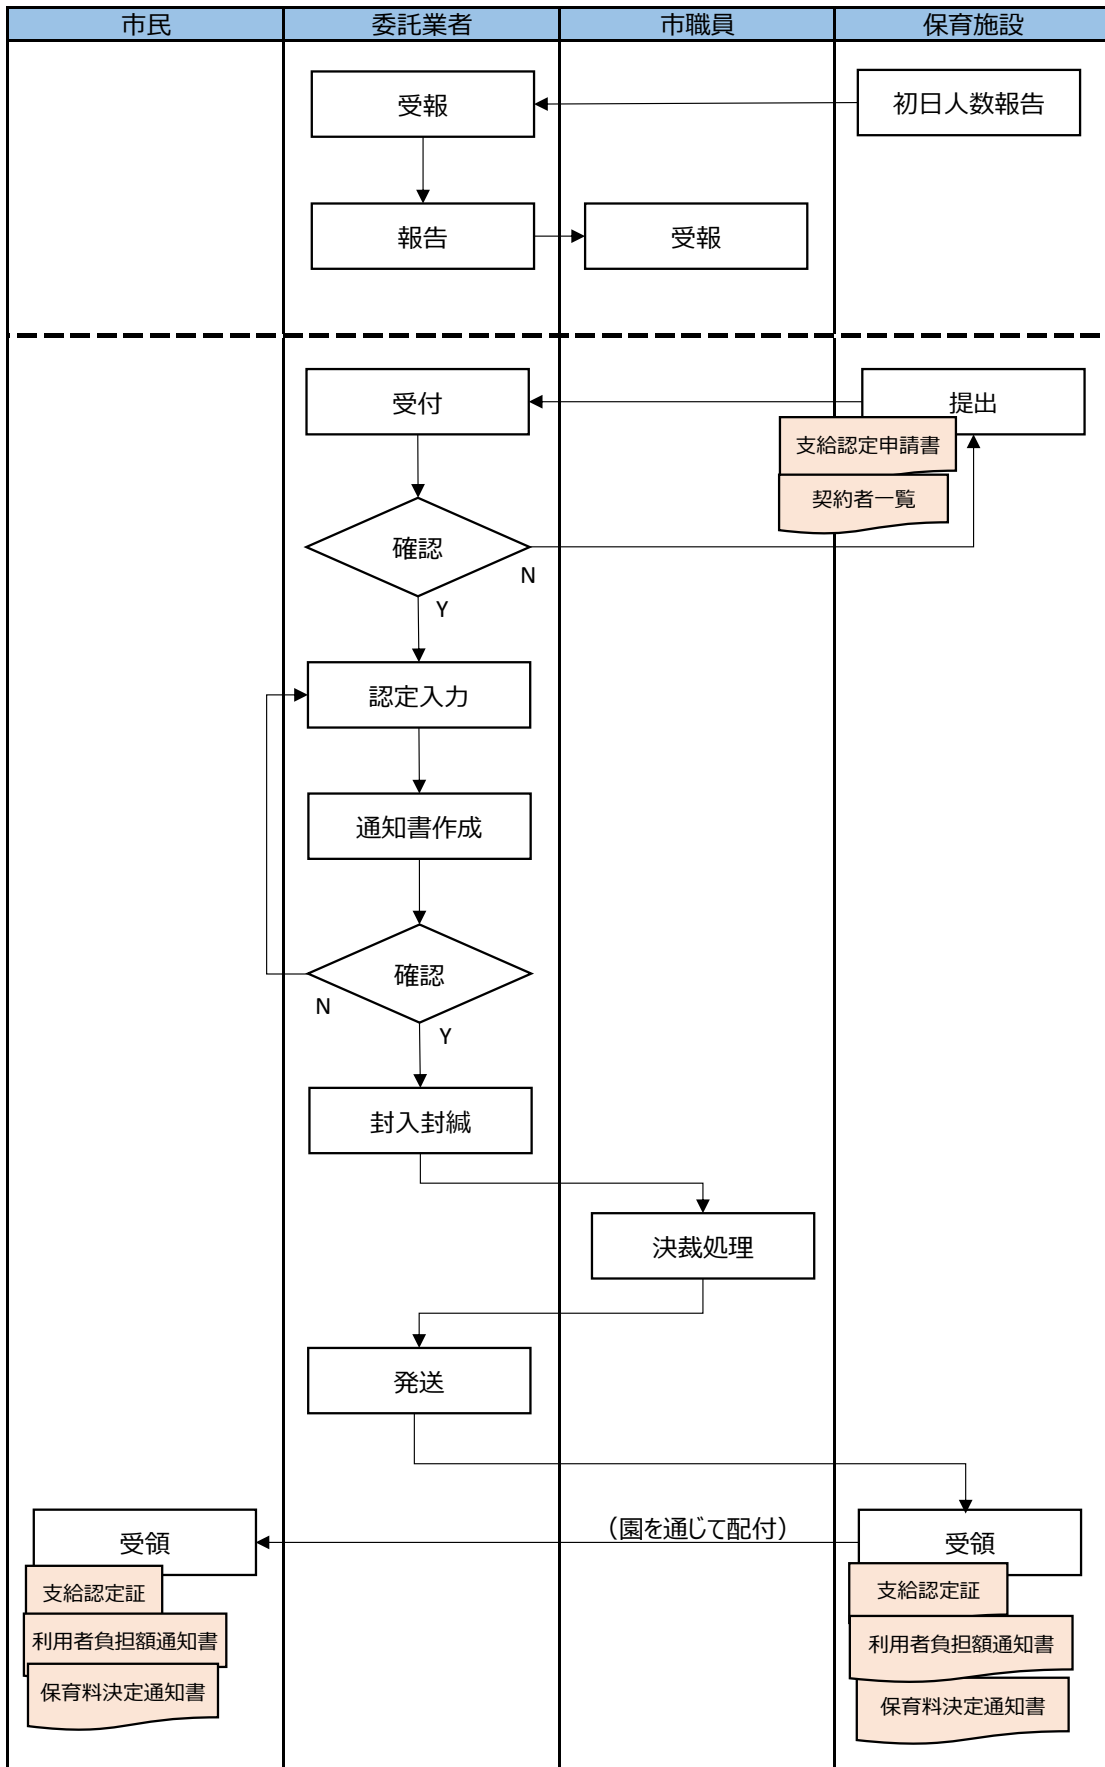 市民 委託業者 市職員 保育施設
受報 初日人数報告
報告 受報
受付 提出
支給認定申請書
契約者一覧
確認
N
Y
認定入力
通知書作成
確認
N
Y
封入封緘
決裁処理
発送
受領 （園を通じて配付） 受領
支給認定証 支給認定証
利用者負担額通知書 利用者負担額通知書
保育料決定通知書 保育料決定通知書